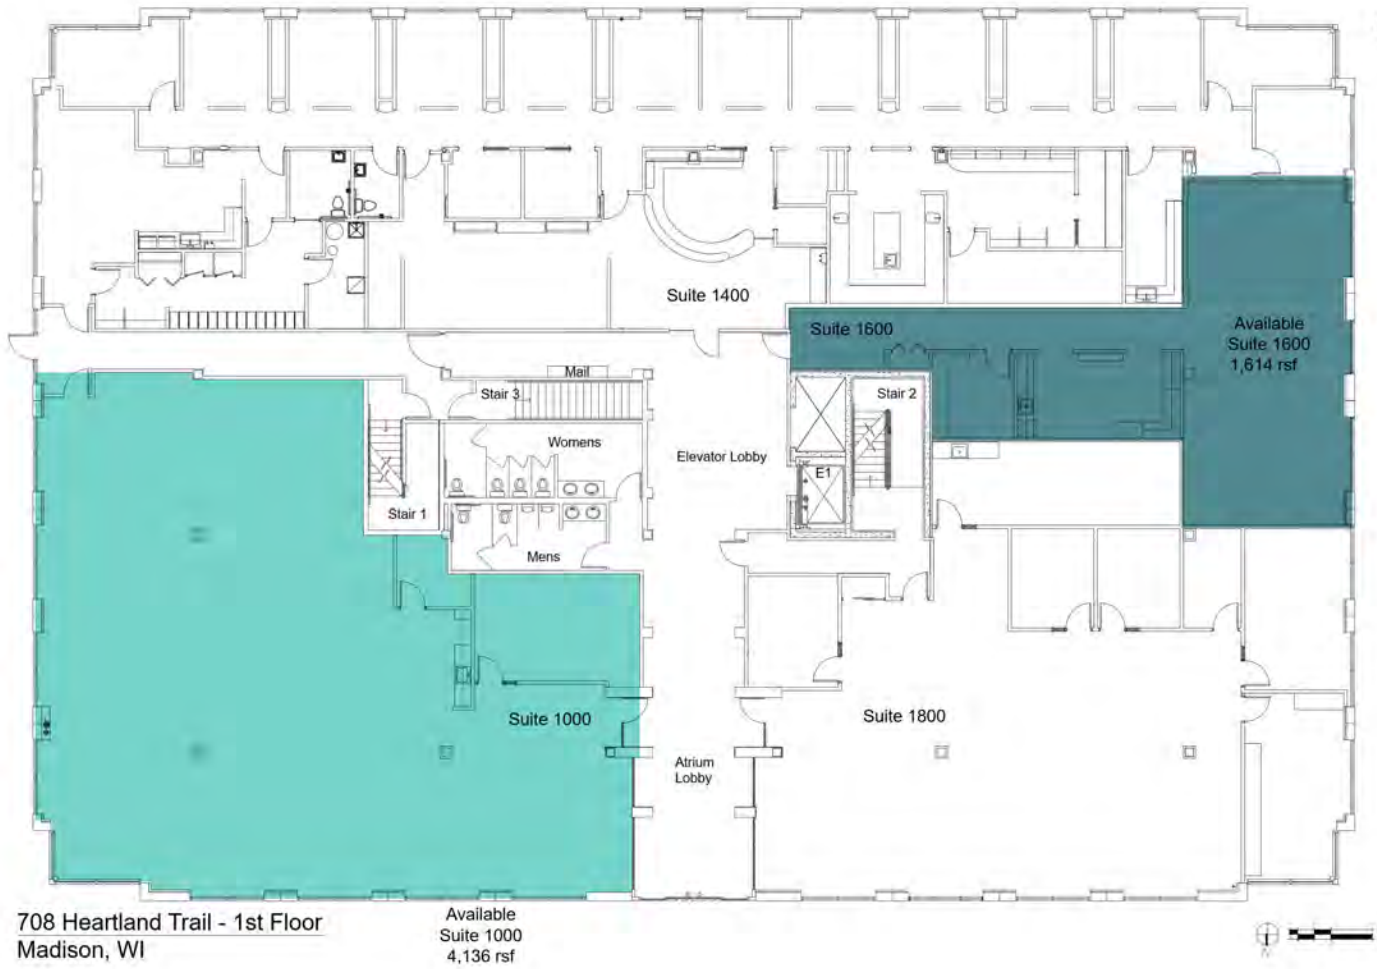 Suite 1400
Suite 1600
Available
Suite 1600
1,614 rsf
Mail
Stair 3
Stair 2
Womens
Elevator Lobby
E1
Stair 1
Mens
Suite 1000
Suite 1800
Atrium
Lobby
708 Heartland Trail - 1st Floor
Madison, WI
Available
Suite 1000
4,136 rsf
N